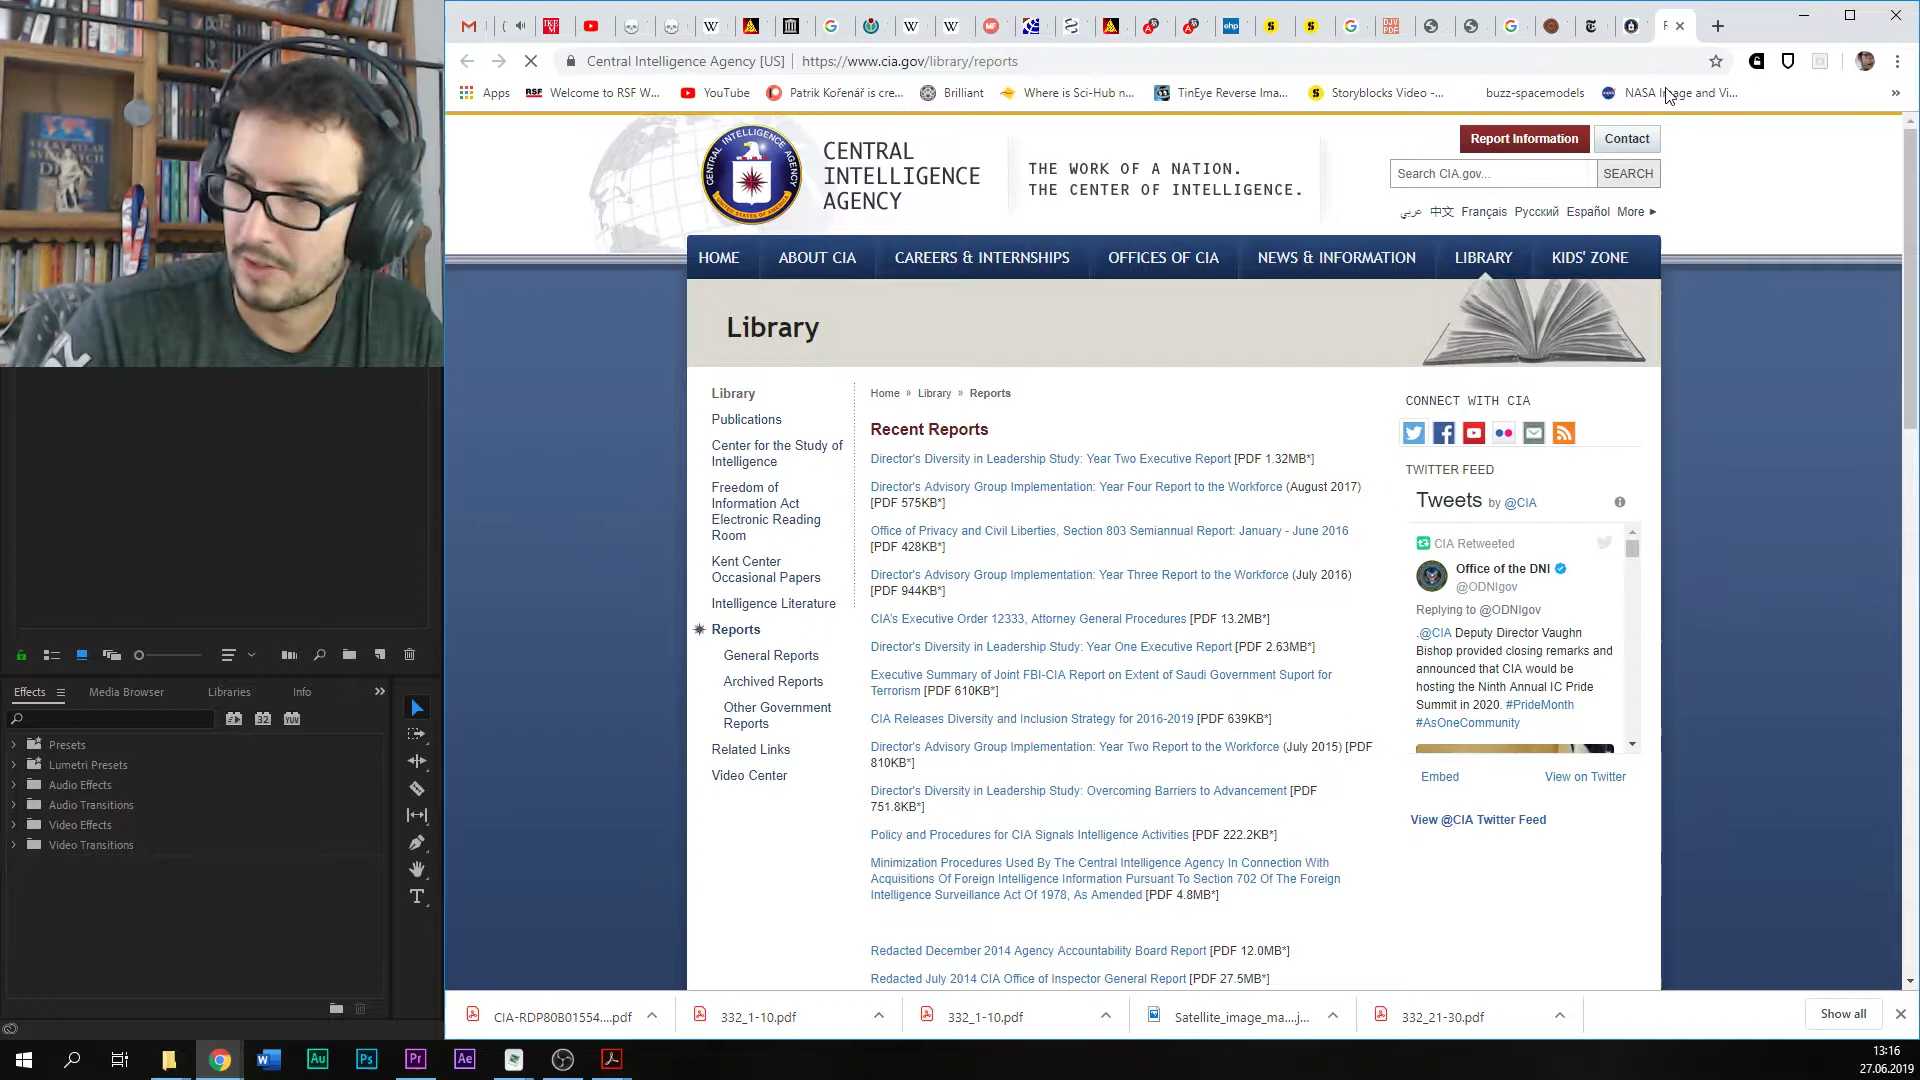 Central Intelligence Agency [US] | https://www.cia.gov/library/reports
Apps
RSF Welcome to RSF W...
YouTube
Patrik Kořenář is cre...
Brilliant
Where is Sci-Hub n...
TinEye Reverse Ima...
Storyblocks Video -...
buzz-spacemodels
NASA Image and Vi...
CENTRAL
INTELLIGENCE
AGENCY
THE WORK OF A NATION.
THE CENTER OF INTELLIGENCE.
Report Information
Contact
Search CIA.gov...
SEARCH
عربي 中文 Français Русский Español More
HOME
ABOUT CIA
CAREERS & INTERNSHIPS
OFFICES OF CIA
NEWS & INFORMATION
LIBRARY
KIDS' ZONE
Library
Library
Publications
Center for the Study of
Intelligence
Freedom of
Information Act
Electronic Reading
Room
Kent Center
Occasional Papers
Intelligence Literature
Reports
General Reports
Archived Reports
Other Government
Reports
Related Links
Video Center
Home » Library » Reports
Recent Reports
Director's Diversity in Leadership Study: Year Two Executive Report [PDF 1.32MB*]
Director's Advisory Group Implementation: Year Four Report to the Workforce (August 2017)
[PDF 575KB*]
Office of Privacy and Civil Liberties, Section 803 Semiannual Report: January - June 2016
[PDF 428KB*]
Director's Advisory Group Implementation: Year Three Report to the Workforce (July 2016)
[PDF 944KB*]
CIA's Executive Order 12333, Attorney General Procedures [PDF 13.2MB*]
Director's Diversity in Leadership Study: Year One Executive Report [PDF 2.63MB*]
Executive Summary of Joint FBI-CIA Report on Extent of Saudi Government Suport for
Terrorism [PDF 610KB*]
CIA Releases Diversity and Inclusion Strategy for 2016-2019 [PDF 639KB*]
Director's Advisory Group Implementation: Year Two Report to the Workforce (July 2015) [PDF
810KB*]
Director's Diversity in Leadership Study: Overcoming Barriers to Advancement [PDF
751.8KB*]
Policy and Procedures for CIA Signals Intelligence Activities [PDF 222.2KB*]
Minimization Procedures Used By The Central Intelligence Agency In Connection With
Acquisitions Of Foreign Intelligence Information Pursuant To Section 702 Of The Foreign
Intelligence Surveillance Act Of 1978, As Amended [PDF 4.8MB*]
Redacted December 2014 Agency Accountability Board Report [PDF 12.0MB*]
Redacted July 2014 CIA Office of Inspector General Report [PDF 27.5MB*]
CONNECT WITH CIA
TWITTER FEED
Tweets by @CIA
CIA Retweeted
Office of the DNI
@ODNIgov
Replying to @ODNIgov
.@CIA Deputy Director Vaughn
Bishop provided closing remarks and
announced that CIA would be
hosting the Ninth Annual IC Pride
Summit in 2020. #PrideMonth
#AsOneCommunity
Embed
View on Twitter
View @CIA Twitter Feed
Effects
Media Browser
Libraries
Info
32
YUV
Presets
Lumetri Presets
Audio Effects
Audio Transitions
Video Effects
Video Transitions
CIA-RDP80B01554....pdf
332_1-10.pdf
332_1-10.pdf
Satellite_image_ma....j...
332_21-30.pdf
Show all
Au
Ps
Pr
Ae
13:16
27.06.2019